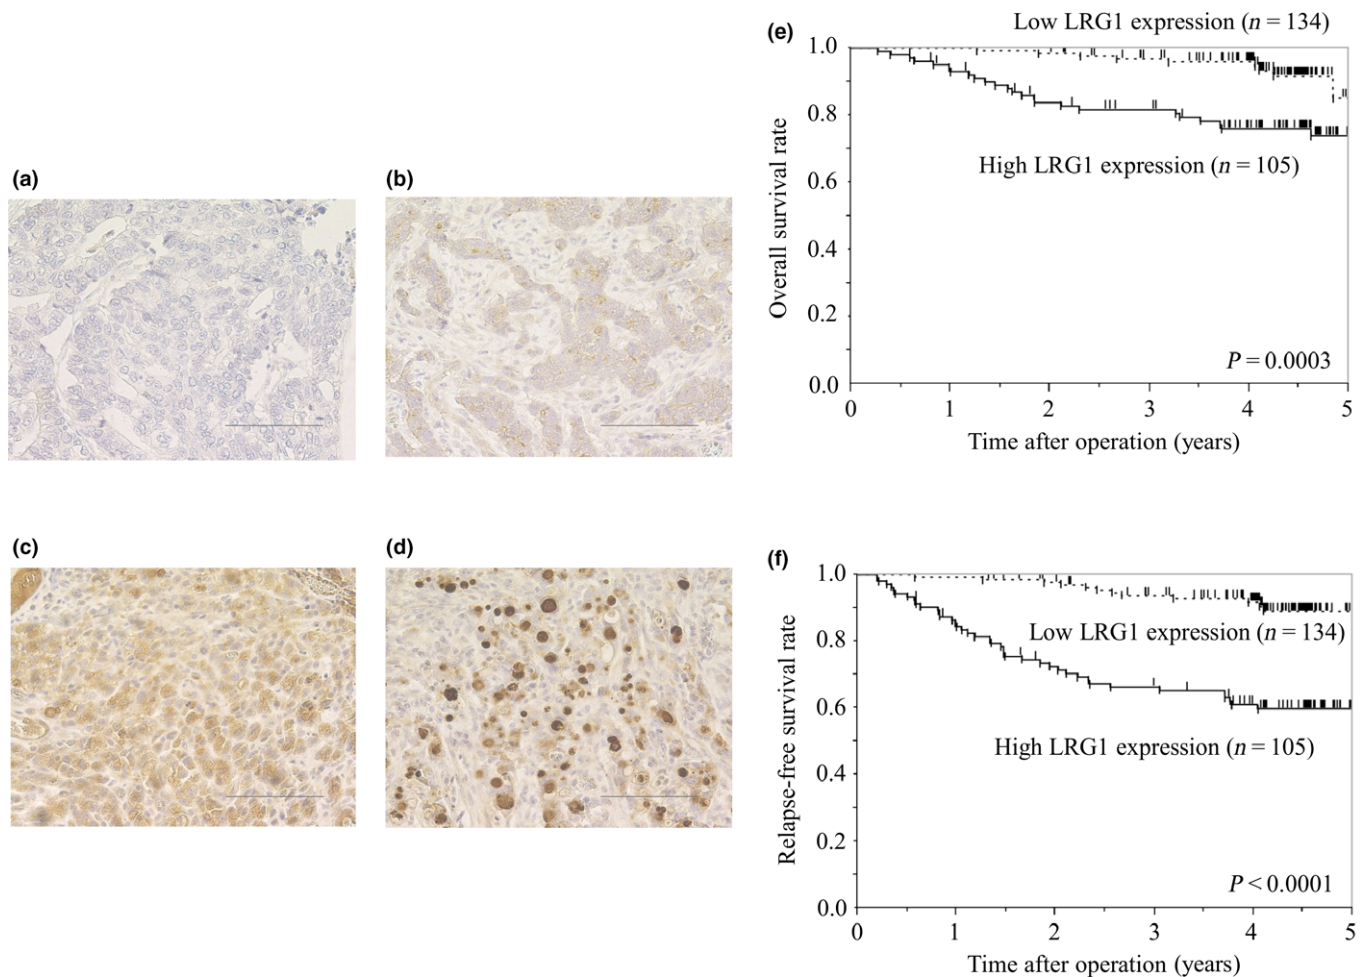 (a)
(b)
(c)
(d)
(e)
Low LRG1 expression (n = 134)
1.0
0.8
0.6
0.4
0.2
0.0
Overall survival rate
High LRG1 expression (n = 105)
P = 0.0003
0 1 2 3 4 5
Time after operation (years)
(f)
1.0
0.8
0.6
0.4
0.2
0.0
Relapse-free survival rate
Low LRG1 expression (n = 134)
High LRG1 expression (n = 105)
P < 0.0001
0 1 2 3 4 5
Time after operation (years)